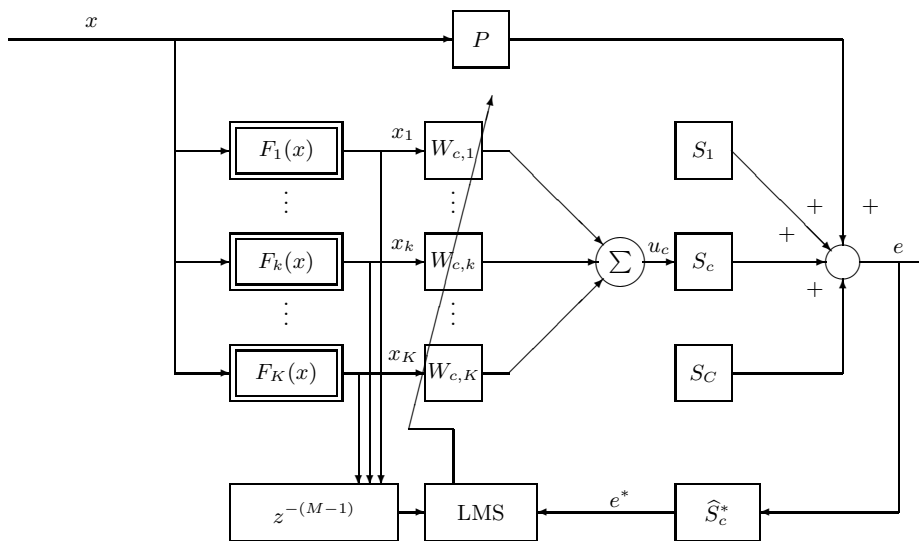 x
P
F_1(x) x_1 W_{c,1} S_1
⋮ ⋮ + + +
F_k(x) x_k W_{c,k} ∑ u_c S_c e
⋮ ⋮ +
F_K(x) x_K W_{c,K} S_C
z^{-(M-1)} LMS e^* \widehat{S}_c^*